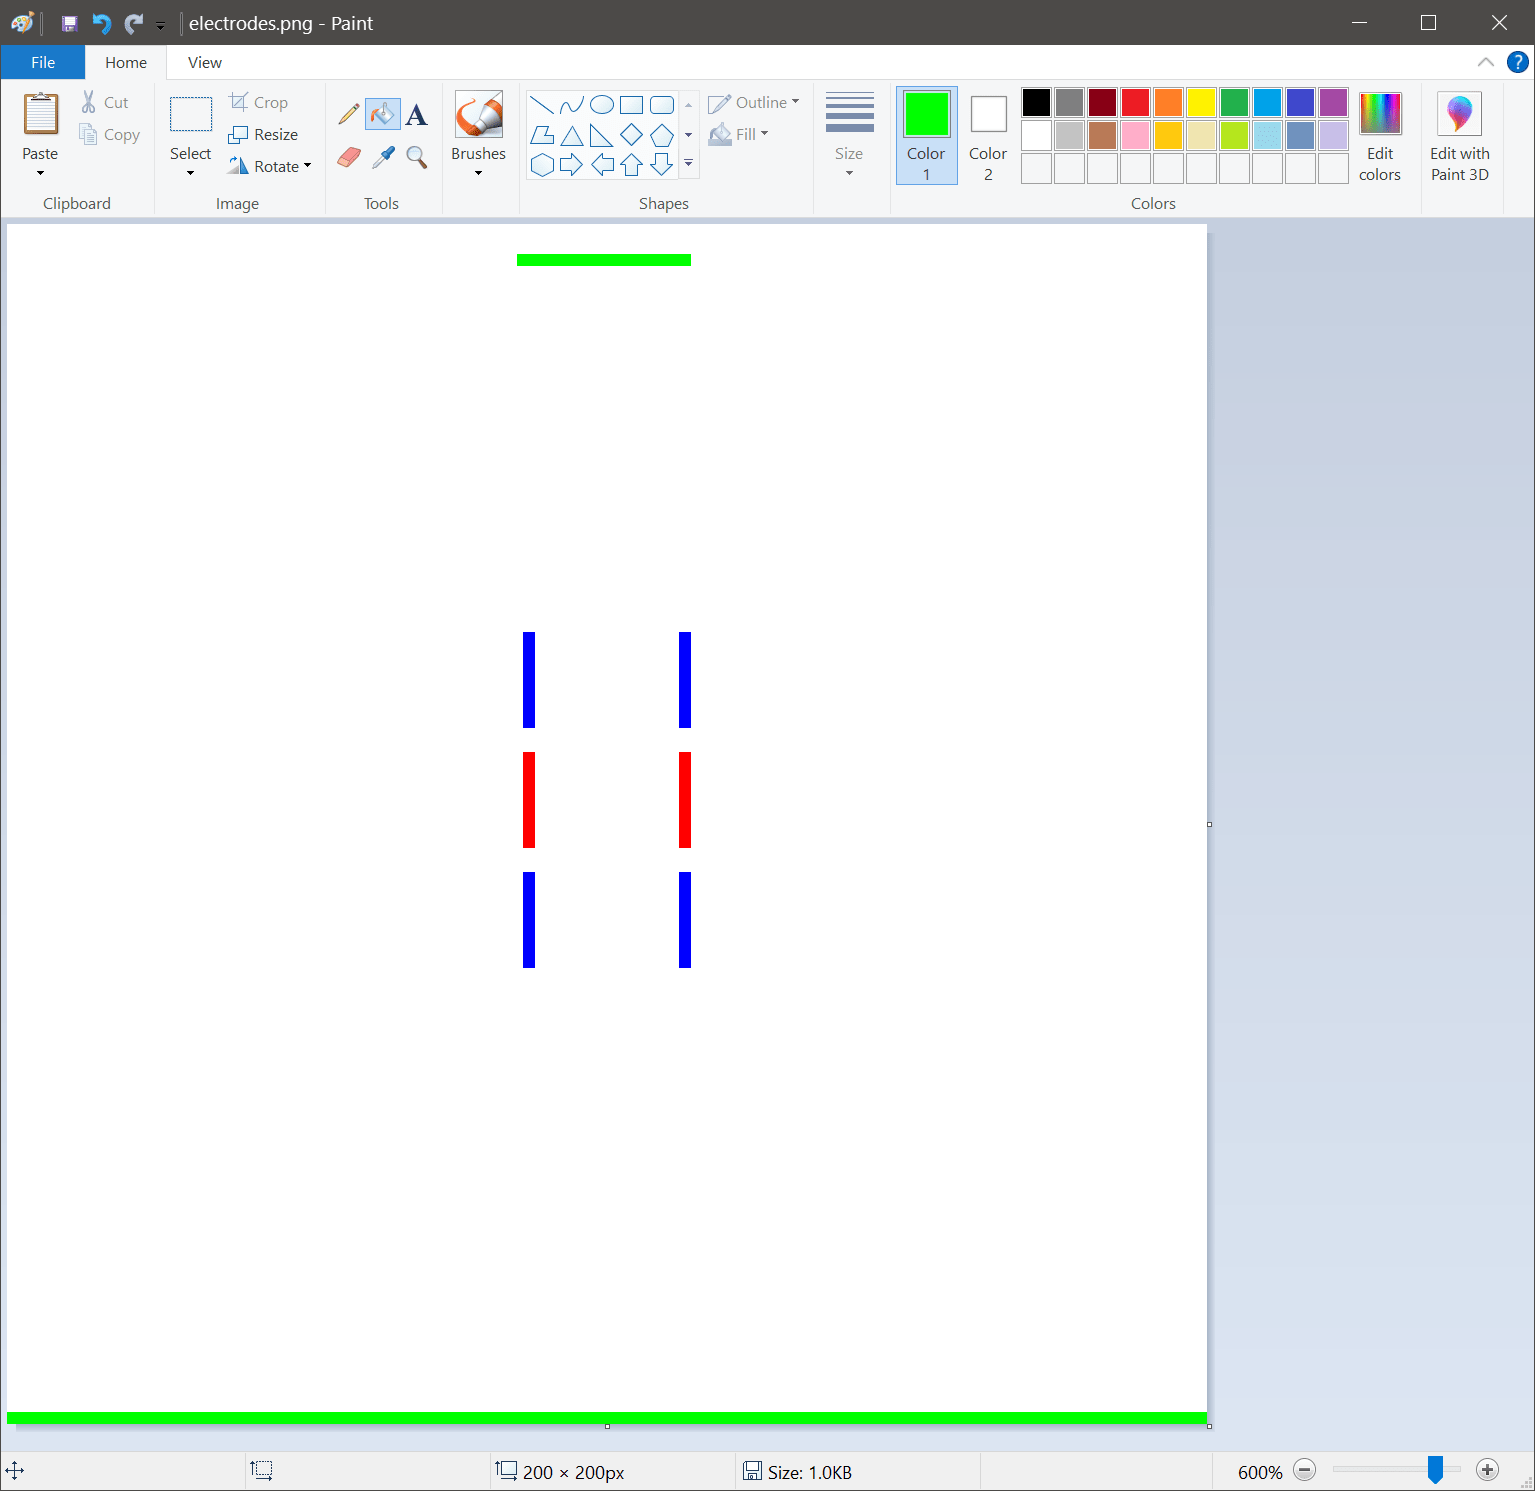 electrodes.png - Paint
File Home View
Paste
Cut
Copy
Clipboard
Select
Crop
Resize
Rotate
Image
A
Tools
Brushes
Outline
Fill
Shapes
Size
Color 1
Color 2
Edit colors
Colors
Edit with Paint 3D
?
200 × 200px
Size: 1.0KB
600%